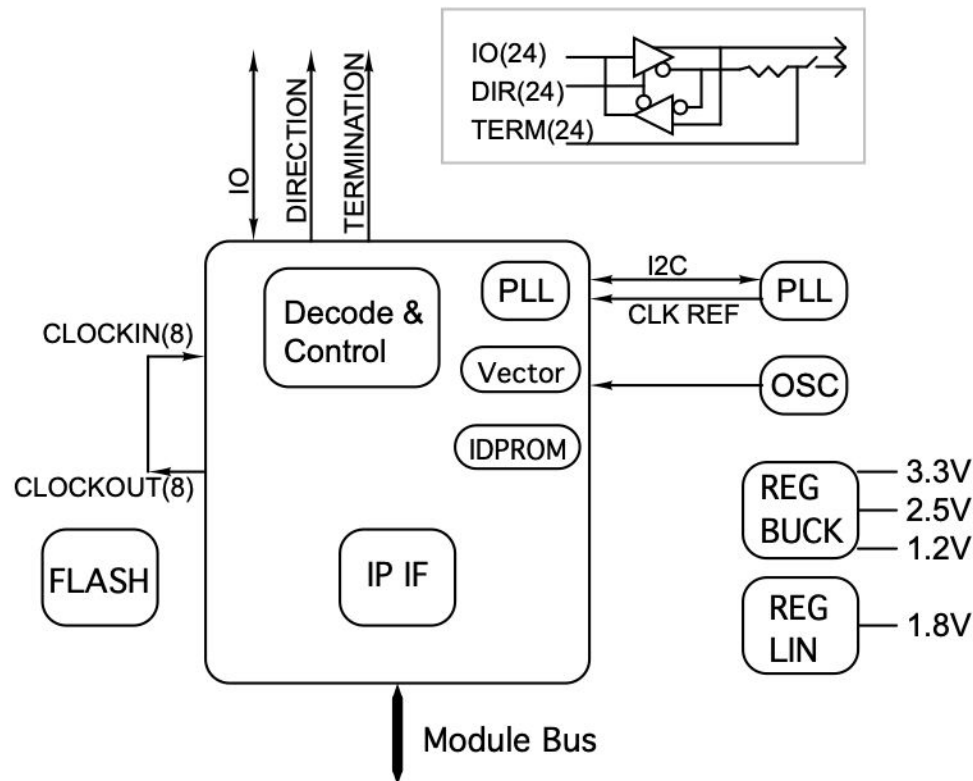 IO(24)
DIR(24)
TERM(24)
IO
DIRECTION
TERMINATION
Decode &
Control
PLL
I2C
CLK REF
PLL
CLOCKIN(8)
Vector
OSC
IDPROM
CLOCKOUT(8)
REG
BUCK
3.3V
2.5V
1.2V
FLASH
IP IF
REG
LIN
1.8V
Module Bus